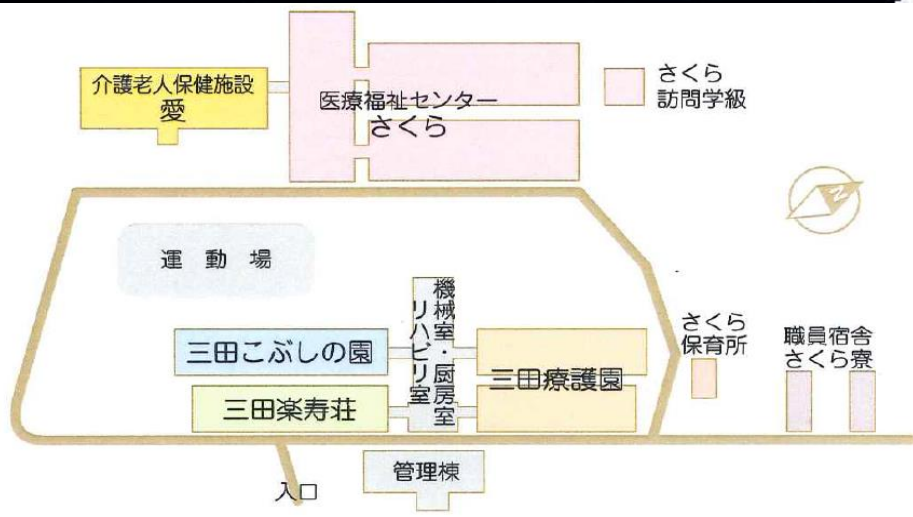 介護老人保健施設
愛
医療福祉センター
さくら
さくら
訪問学級
N
運動場
機械室・厨房室
リハビリ室
三田こぶしの園
三田療護園
三田楽寿荘
さくら
保育所
職員宿舎
さくら寮
管理棟
入口